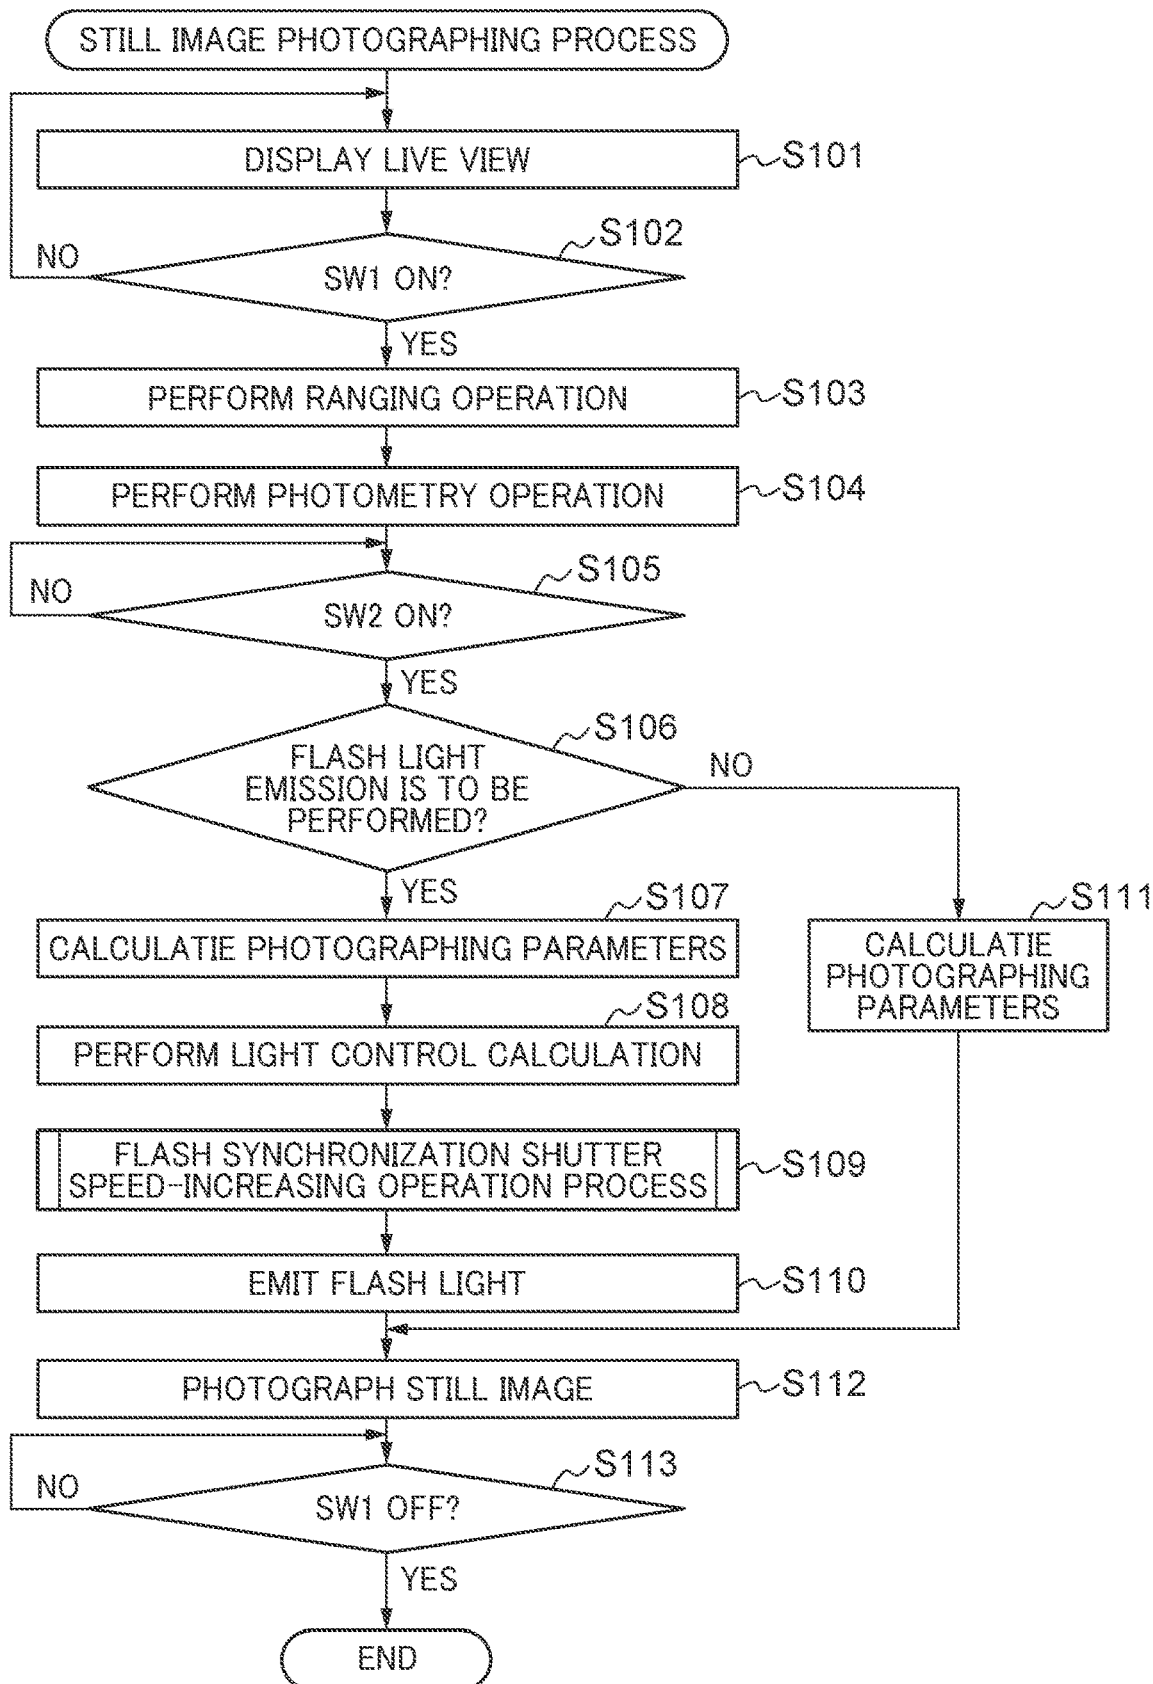 STILL IMAGE PHOTOGRAPHING PROCESS
DISPLAY LIVE VIEW
S101
S102
NO
SW1 ON?
YES
PERFORM RANGING OPERATION
S103
PERFORM PHOTOMETRY OPERATION
S104
S105
NO
SW2 ON?
YES
S106
FLASH LIGHT
EMISSION IS TO BE
PERFORMED?
NO
YES
S107
CALCULATIE PHOTOGRAPHING PARAMETERS
S111
CALCULATIE
PHOTOGRAPHING
PARAMETERS
S108
PERFORM LIGHT CONTROL CALCULATION
FLASH SYNCHRONIZATION SHUTTER
SPEED-INCREASING OPERATION PROCESS
S109
EMIT FLASH LIGHT
S110
PHOTOGRAPH STILL IMAGE
S112
S113
NO
SW1 OFF?
YES
END